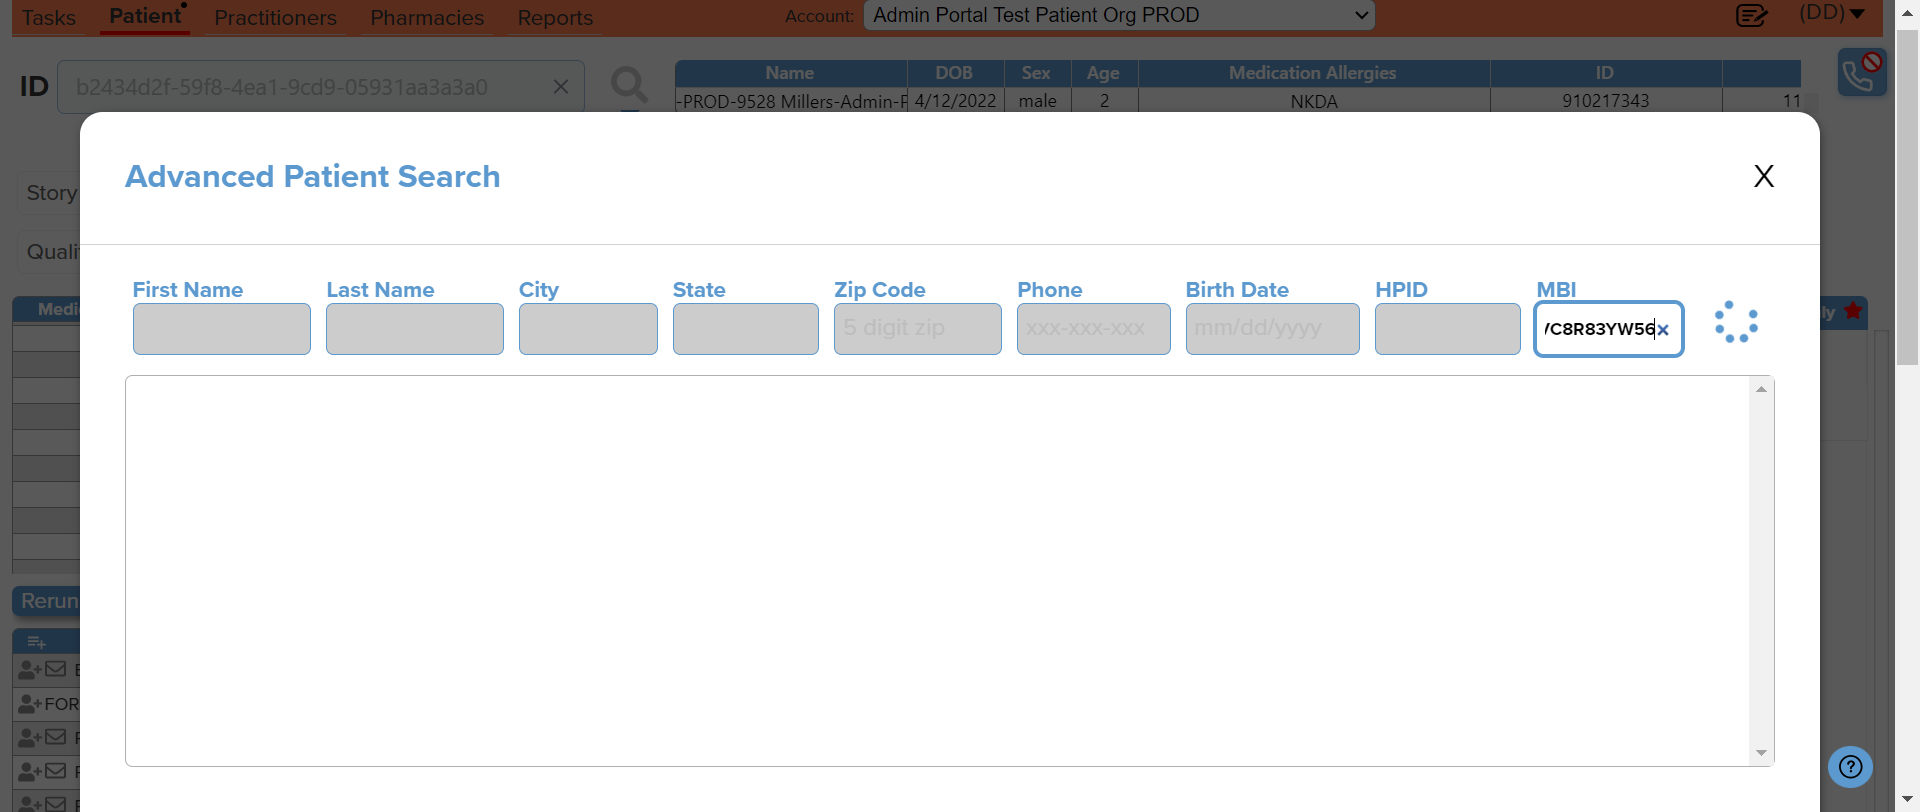 Tasks Patient Practitioners Pharmacies Reports Account: Admin Portal Test Patient Org PROD (DD)
ID b2434d2f-59f8-4ea1-9cd9-05931aa3a3a0
Name DOB Sex Age Medication Allergies ID
-PROD-9528 Millers-Admin-P 4/12/2022 male 2 NKDA 910217343 11
Advanced Patient Search X
Story
First Name Last Name City State Zip Code Phone Birth Date HPID MBI
5 digit zip xxx-xxx-xxx mm/dd/yyyy C8R83YW56
Rerun
FOR